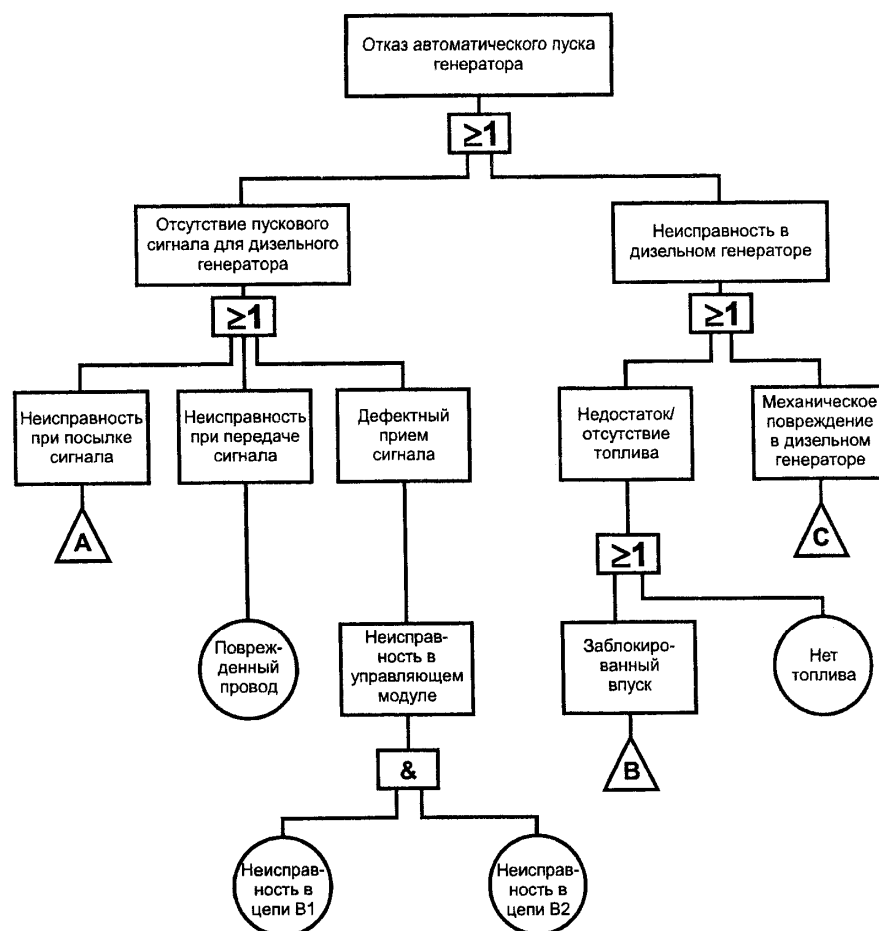 Отказ автоматического пуска
генератора
≥1
Отсутствие пускового
сигнала для дизельного
генератора
Неисправность в
дизельном генераторе
≥1
≥1
Неисправность
при посылке
сигнала
Неисправность
при передаче
сигнала
Дефектный
прием
сигнала
Недостаток/
отсутствие
топлива
Механическое
повреждение
в дизельном
генераторе
A
C
≥1
Повреж-
денный
провод
Неисправ-
ность в
управляющем
модуле
Заблокиро-
ванный
впуск
Нет
топлива
B
&
Неисправ-
ность в
цепи В1
Неисправ-
ность в
цепи В2